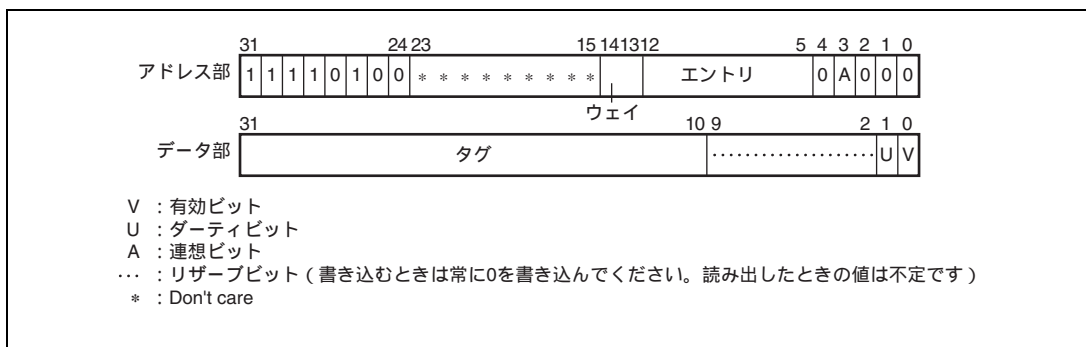 31 24 23 15 14 13 12 5 4 3 2 1 0
アドレス部 1 1 1 1 0 1 0 0 * * * * * * * * * エントリ 0 A 0 0 0
ウェイ
31 10 9 2 1 0
データ部 タグ ･････････････････････ U V
V ：有効ビット
U ：ダーティビット
A ：連想ビット
… ：リザーブビット（書き込むときは常に0を書き込んでください。読み出したときの値は不定です）
* ：Don't care